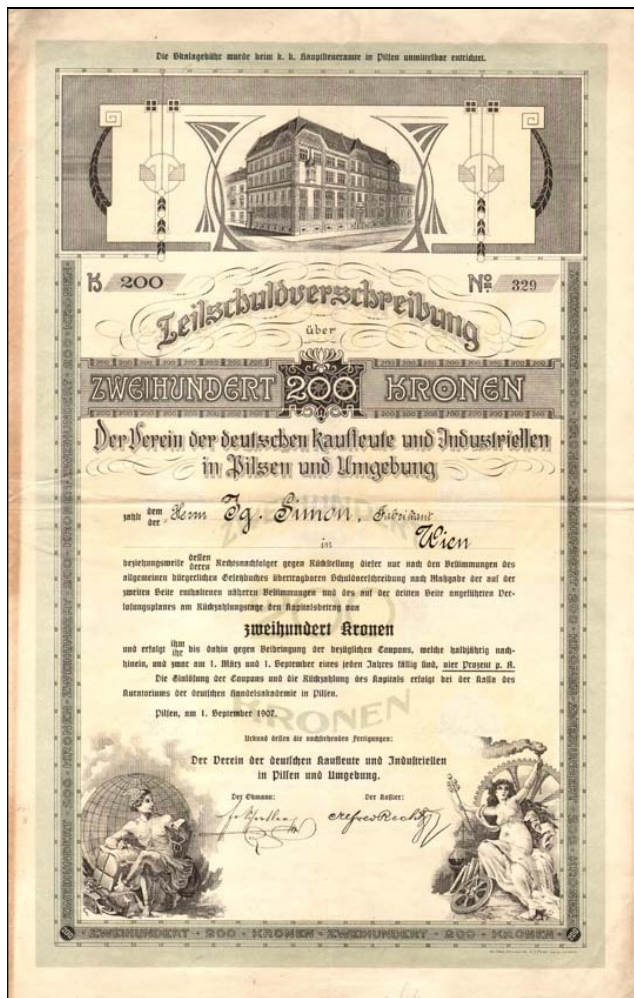 Die Skalagebühr wurde beim k. k. Hauptsteueramte in Pilsen unmittelbar entrichtet.
K 200
No. 329
Teilschuldverschreibung
über
ZWEIHUNDERT 200 KRONEN
Der Verein der deutschen Kaufleute und Industriellen
in Pilsen und Umgebung
zahlt dem Herrn Ig. Simon, Fabrikant
der
in Wien
beziehungsweise dessen Rechtsnachfolger gegen Rückstellung dieser nur nach den Bestimmungen des
deren
allgemeinen bürgerlichen Gesetzbuches übertragbaren Schuldverschreibung nach Maßgabe der auf der
zweiten Seite enthaltenen näheren Bestimmungen und des auf der dritten Seite angeführten Ver-
losungsplanes am Rückzahlungstage den Kapitalsbetrag von
zweihundert Kronen
und erfolgt ihm bis dahin gegen Beibringung der bezüglichen Coupons, welche halbjährig nach-
ihr
hinein, und zwar am 1. März und 1. September eines jeden Jahres fällig sind, vier Prozent p. A.
Die Einlösung der Coupons und die Rückzahlung des Kapitals erfolgt bei der Kassa des
Kuratoriums der deutschen Handelsakademie in Pilsen.
Pilsen, am 1. September 1907.
Urkund dessen die nachstehenden Fertigungen:
Der Verein der deutschen Kaufleute und Industriellen
in Pilsen und Umgebung.
Der Obmann:
Der Kassier:
Alfred Recht
ZWEIHUNDERT • 200 • KRONEN • ZWEIHUNDERT • 200 • KRONEN